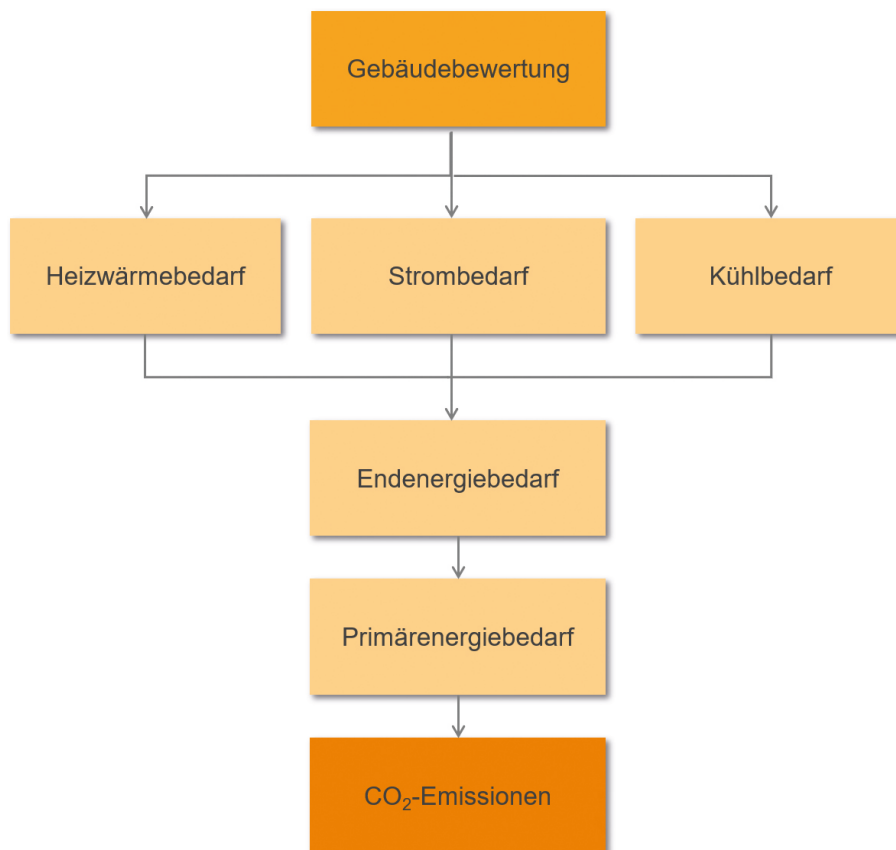 Gebäudebewertung
Heizwärmebedarf
Strombedarf
Kühlbedarf
Endenergiebedarf
Primärenergiebedarf
CO₂-Emissionen